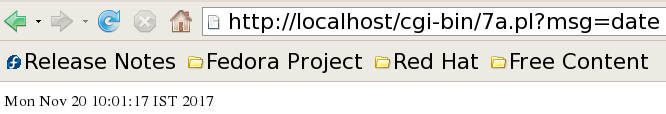 http://localhost/cgi-bin/7a.pl?msg=date
Release Notes Fedora Project Red Hat Free Content
Mon Nov 20 10:01:17 IST 2017